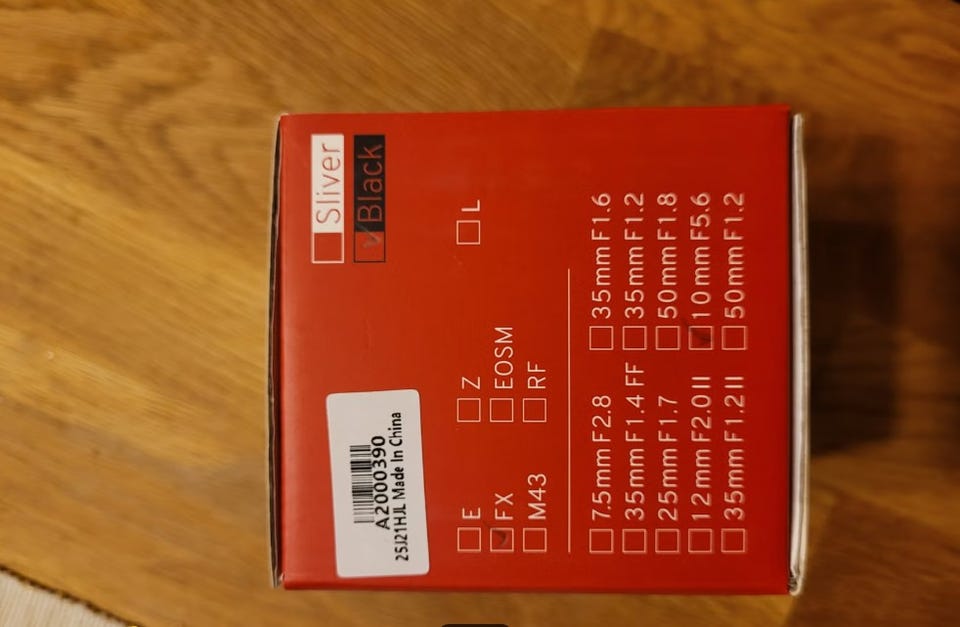 Sliver
Black
A2000390
25J21HJL Made In China
E Z L
FX EOSM
M43 RF
7.5mm F2.8 35mm F1.6
35mm F1.4 FF 35mm F1.2
25mm F1.7 50mm F1.8
12mm F2.0II 10mm F5.6
35mm F1.2II 50mm F1.2